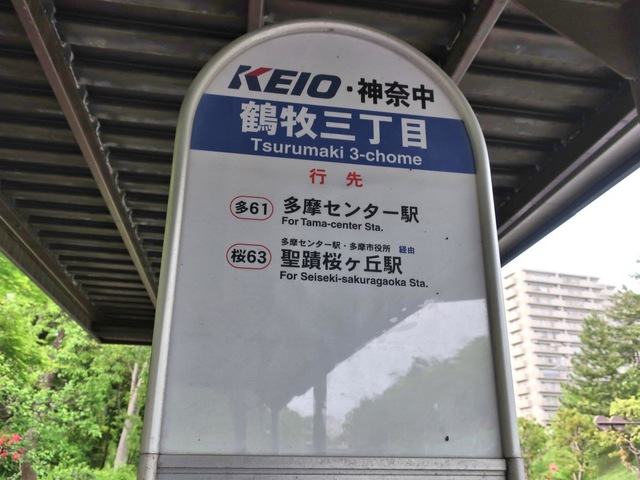 KEIO・神奈中
鶴牧三丁目
Tsurumaki 3-chome
行先
多61 多摩センター駅
For Tama-center Sta.
多摩センター駅・多摩市役所 経由
桜63 聖蹟桜ヶ丘駅
For Seiseki-sakuragaoka Sta.